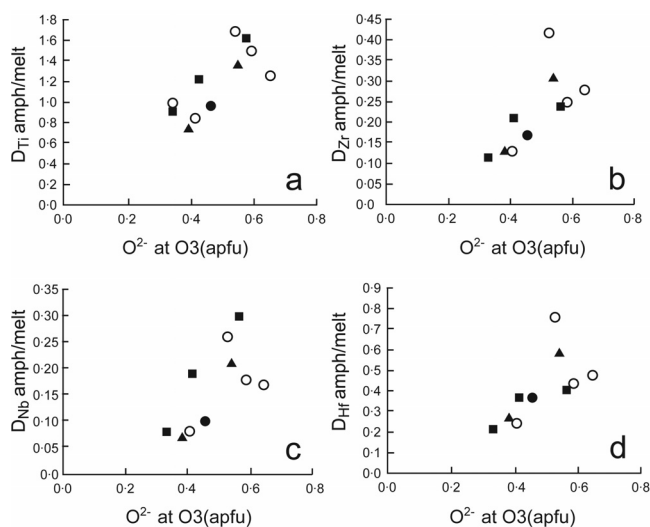 1·8
1·6
1·4
1·2
1·0
0·8
0·6
0·4
0·2
0·0
D_Ti amph/melt
0·0 0·2 0·4 0·6 0·8
O²⁻ at O3(apfu)
a
0·45
0·40
0·35
0·30
0·25
0·20
0·15
0·10
0·05
0·00
D_Zr amph/melt
0·0 0·2 0·4 0·6 0·8
O²⁻ at O3(apfu)
b
0·35
0·30
0·25
0·20
0·15
0·10
0·05
0·00
D_Nb amph/melt
0·0 0·2 0·4 0·6 0·8
O²⁻ at O3(apfu)
c
0·9
0·8
0·7
0·6
0·5
0·4
0·3
0·2
0·1
0·0
D_Hf amph/melt
0·0 0·2 0·4 0·6 0·8
O²⁻ at O3(apfu)
d